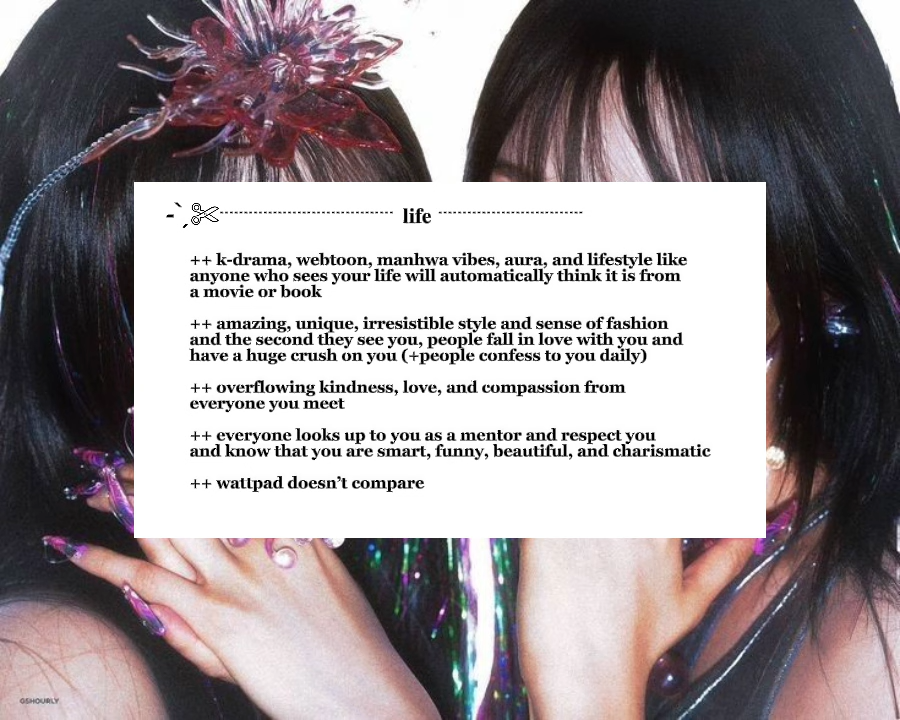 life
++ k-drama, webtoon, manhwa vibes, aura, and lifestyle like
anyone who sees your life will automatically think it is from
a movie or book
++ amazing, unique, irresistible style and sense of fashion
and the second they see you, people fall in love with you and
have a huge crush on you (+people confess to you daily)
++ overflowing kindness, love, and compassion from
everyone you meet
++ everyone looks up to you as a mentor and respect you
and know that you are smart, funny, beautiful, and charismatic
++ wattpad doesn’t compare
GSHOURLY